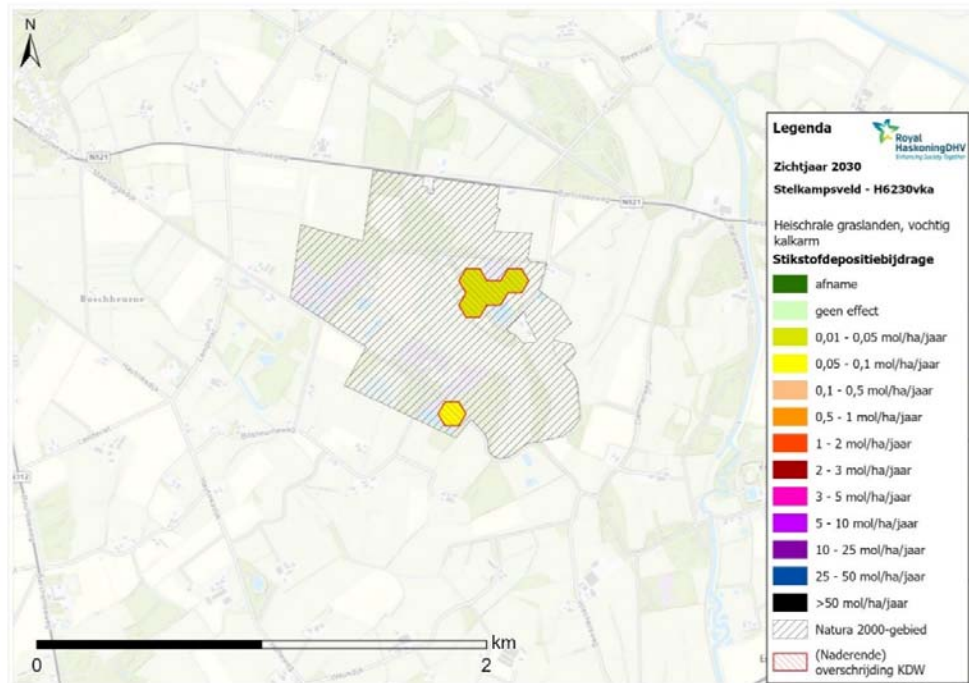 N
N821
N821
Boschheurne
Legenda
Royal
HaskoningDHV
Enhancing Society Together
Zichtjaar 2030
Stelkampsveld - H6230vka
Heischrale graslanden, vochtig
kalkarm
Stikstofdepositiebijdrage
afname
geen effect
0,01 - 0,05 mol/ha/jaar
0,05 - 0,1 mol/ha/jaar
0,1 - 0,5 mol/ha/jaar
0,5 - 1 mol/ha/jaar
1 - 2 mol/ha/jaar
2 - 3 mol/ha/jaar
3 - 5 mol/ha/jaar
5 - 10 mol/ha/jaar
10 - 25 mol/ha/jaar
25 - 50 mol/ha/jaar
>50 mol/ha/jaar
Natura 2000-gebied
(Naderende)
overschrijding KDW
km
0
2